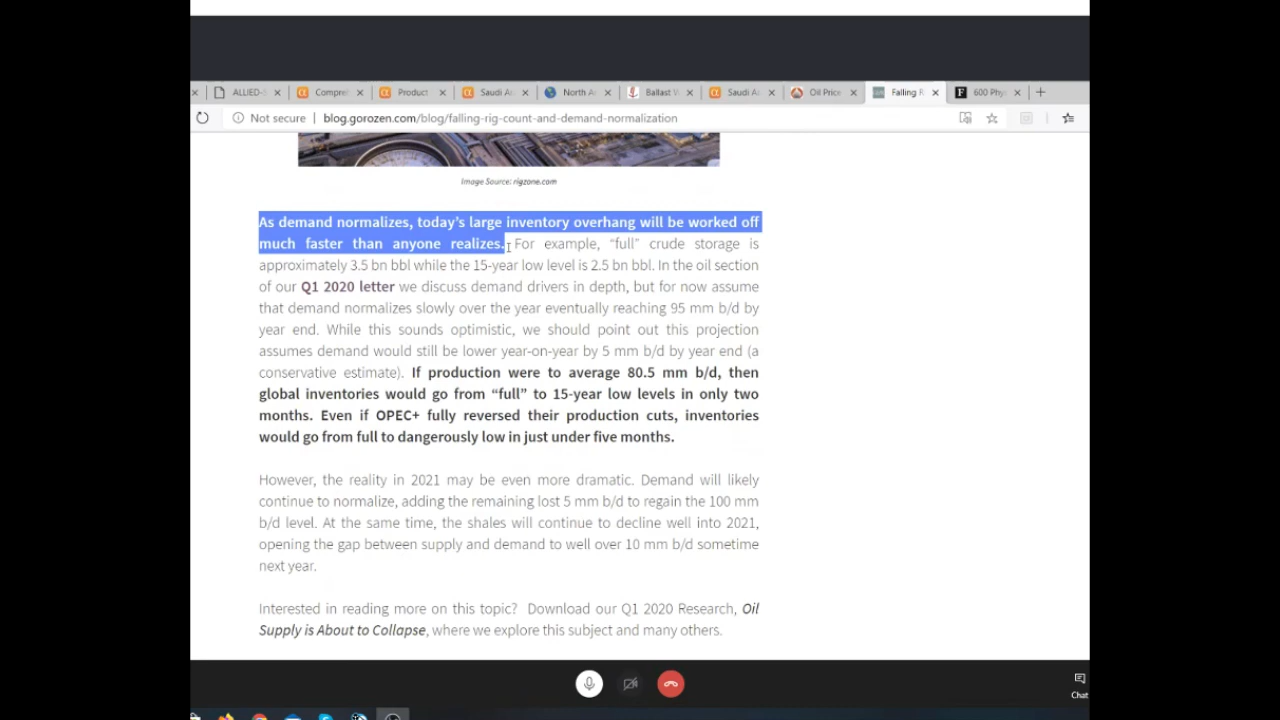 ALLIED-S
Compre
Product
Saudi A
North A
Ballast W
Saudi A
Oil Price
Falling R
600 Phy
Not secure
blog.gorozen.com/blog/falling-rig-count-and-demand-normalization
Image Source: rigzone.com
As demand normalizes, today's large inventory overhang will be worked off
much faster than anyone realizes. For example, "full" crude storage is
approximately 3.5 bn bbl while the 15-year low level is 2.5 bn bbl. In the oil section
of our Q1 2020 letter we discuss demand drivers in depth, but for now assume
that demand normalizes slowly over the year eventually reaching 95 mm b/d by
year end. While this sounds optimistic, we should point out this projection
assumes demand would still be lower year-on-year by 5 mm b/d by year end (a
conservative estimate). If production were to average 80.5 mm b/d, then
global inventories would go from "full" to 15-year low levels in only two
months. Even if OPEC+ fully reversed their production cuts, inventories
would go from full to dangerously low in just under five months.
However, the reality in 2021 may be even more dramatic. Demand will likely
continue to normalize, adding the remaining lost 5 mm b/d to regain the 100 mm
b/d level. At the same time, the shales will continue to decline well into 2021,
opening the gap between supply and demand to well over 10 mm b/d sometime
next year.
Interested in reading more on this topic? Download our Q1 2020 Research, Oil
Supply is About to Collapse, where we explore this subject and many others.
Chat